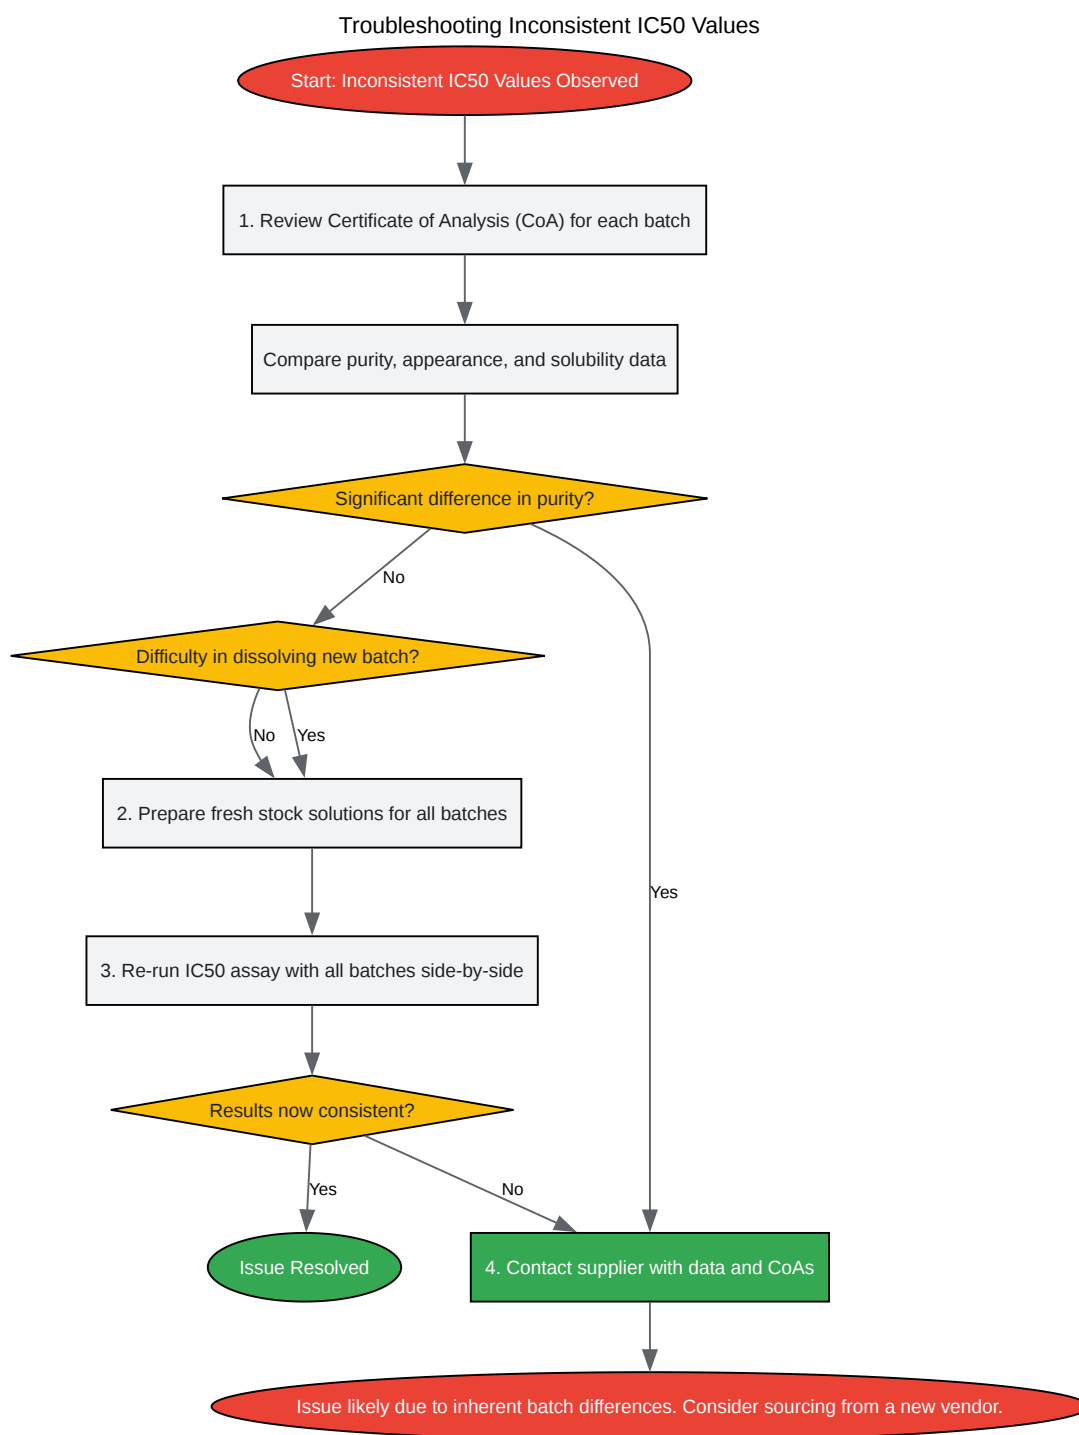 Troubleshooting Inconsistent IC50 Values
Start: Inconsistent IC50 Values Observed
1. Review Certificate of Analysis (CoA) for each batch
Compare purity, appearance, and solubility data
Significant difference in purity?
No
Difficulty in dissolving new batch?
No
Yes
2. Prepare fresh stock solutions for all batches
Yes
3. Re-run IC50 assay with all batches side-by-side
Results now consistent?
Yes
No
Issue Resolved
4. Contact supplier with data and CoAs
Issue likely due to inherent batch differences. Consider sourcing from a new vendor.